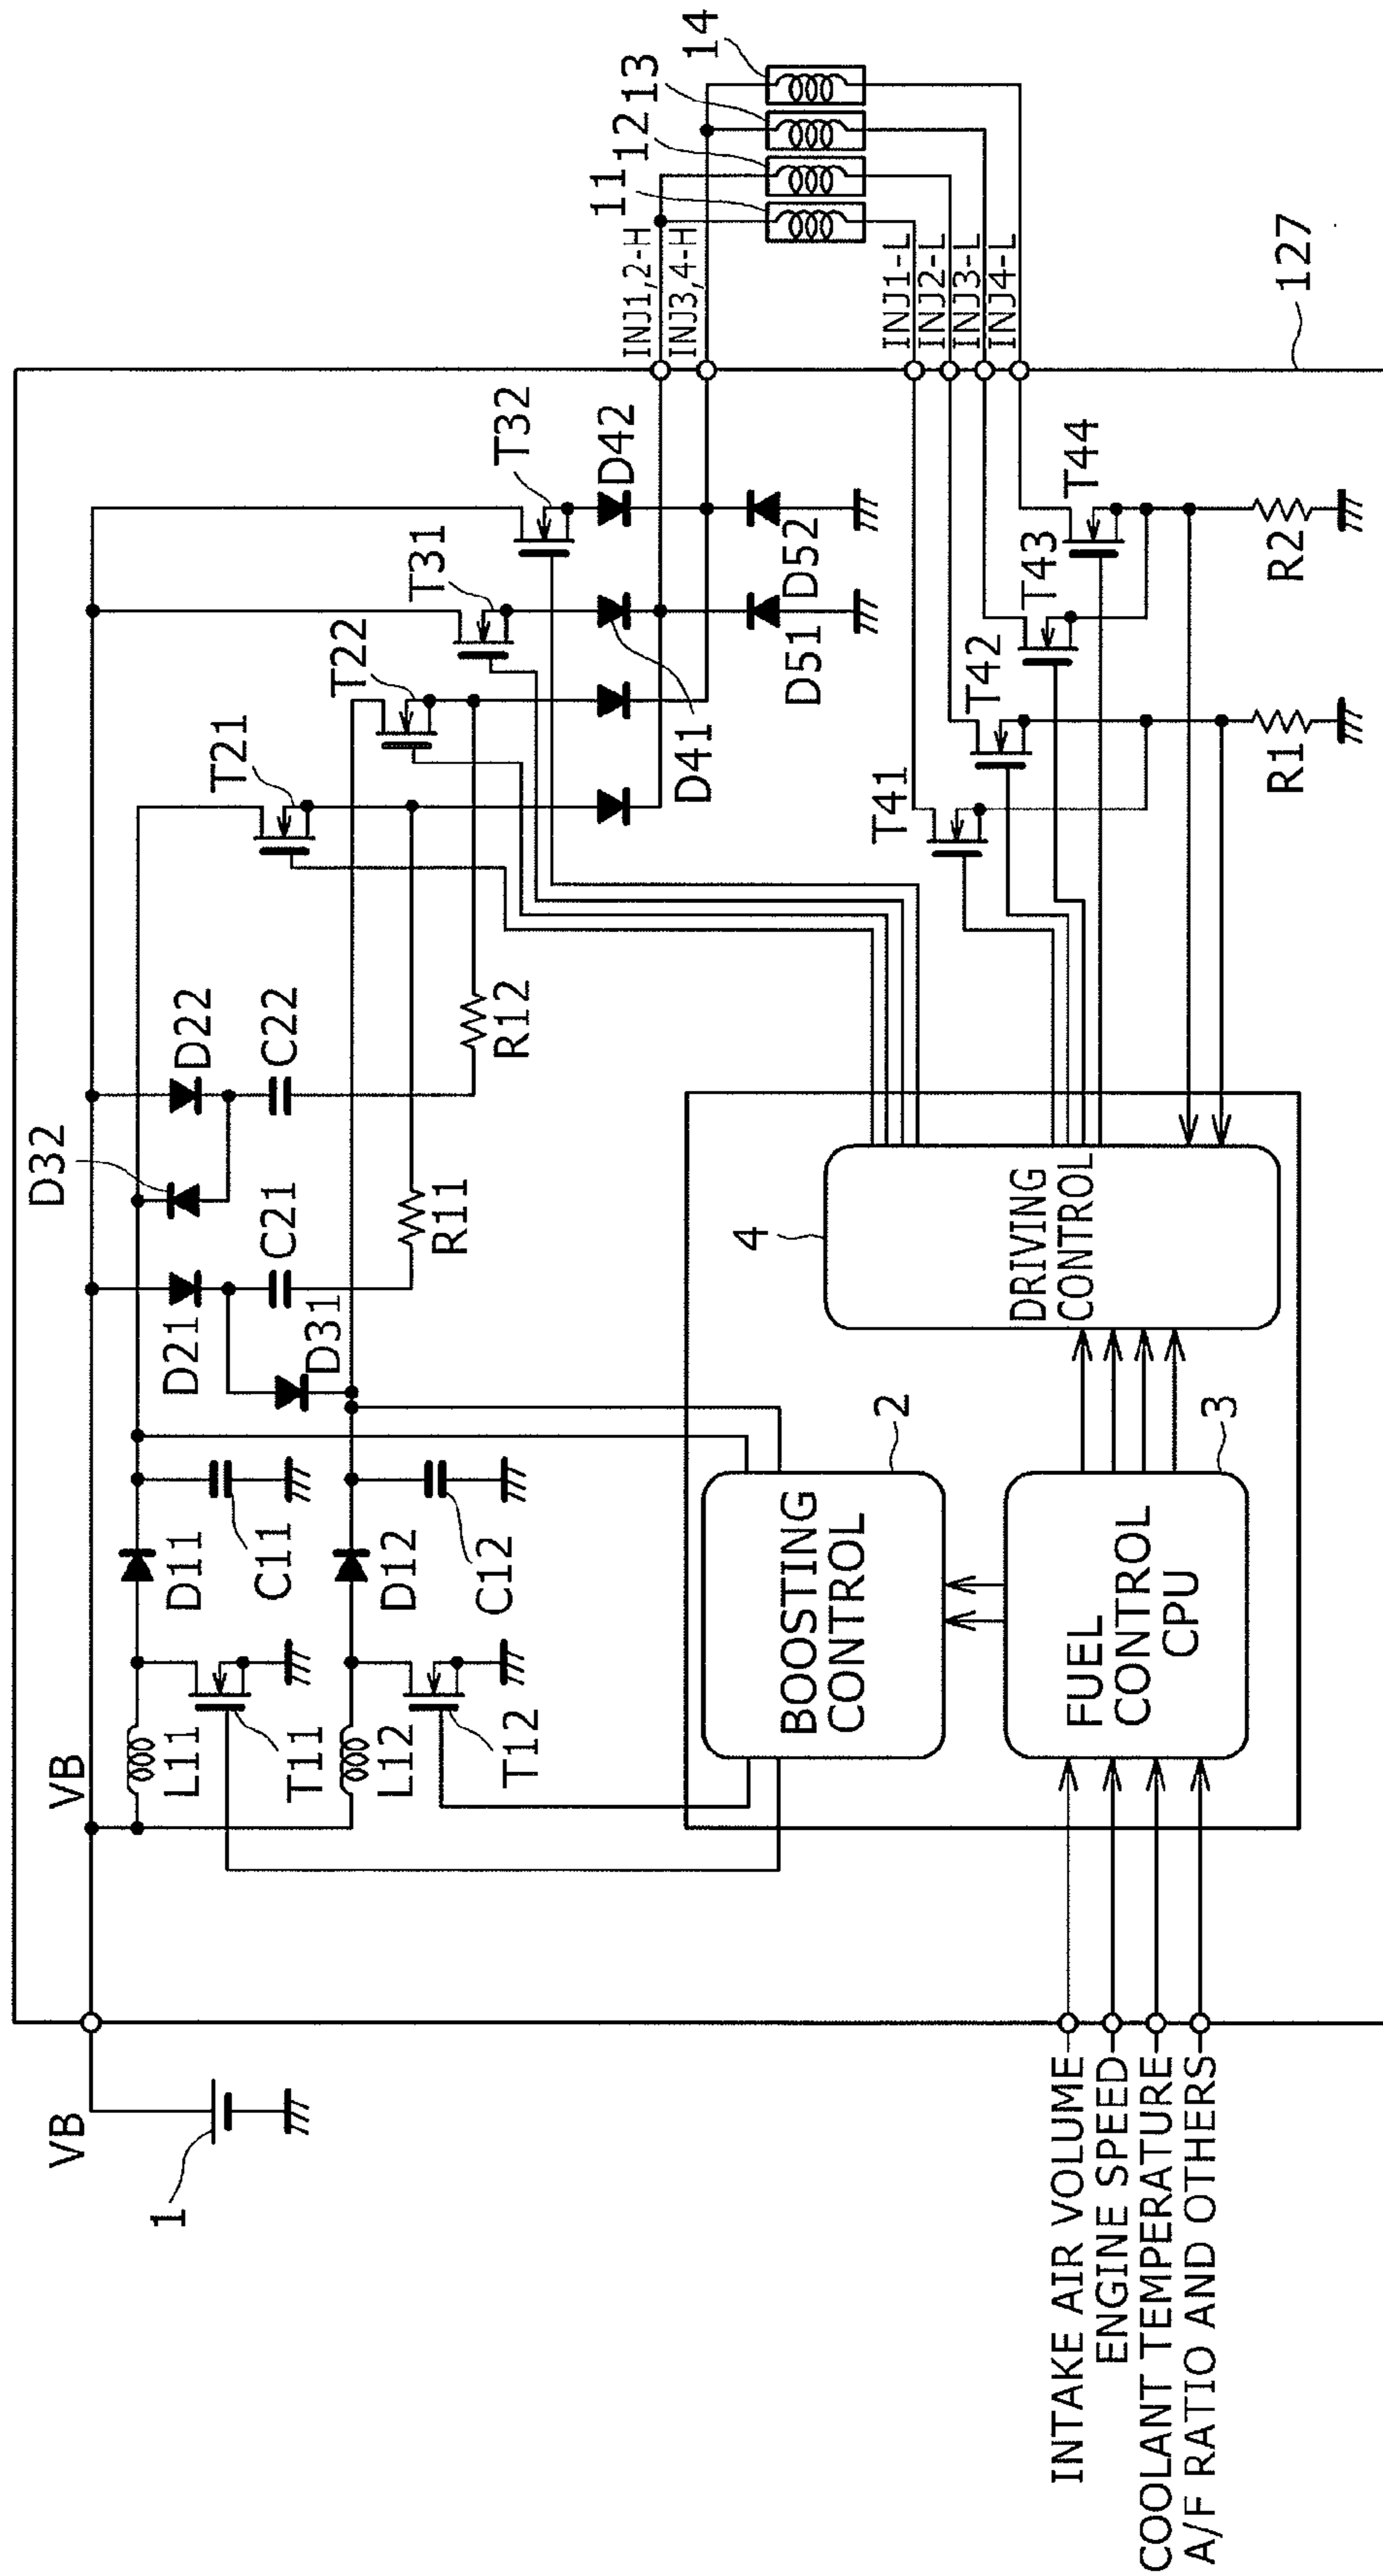 VB
1
VB
L11
T11
L12
T12
D11
C11
D12
C12
D21
D31
C21
R11
D32
D22
C22
R12
T21
T22
T31
T32
D41
D42
D51
D52
INJ1,2-H
INJ3,4-H
11
12
13
14
INJ1-L
INJ2-L
INJ3-L
INJ4-L
T41
T42
T43
T44
R1
R2
127
BOOSTING
CONTROL
2
FUEL
CONTROL
CPU
3
DRIVING
CONTROL
4
INTAKE AIR VOLUME
ENGINE SPEED
COOLANT TEMPERATURE
A/F RATIO AND OTHERS